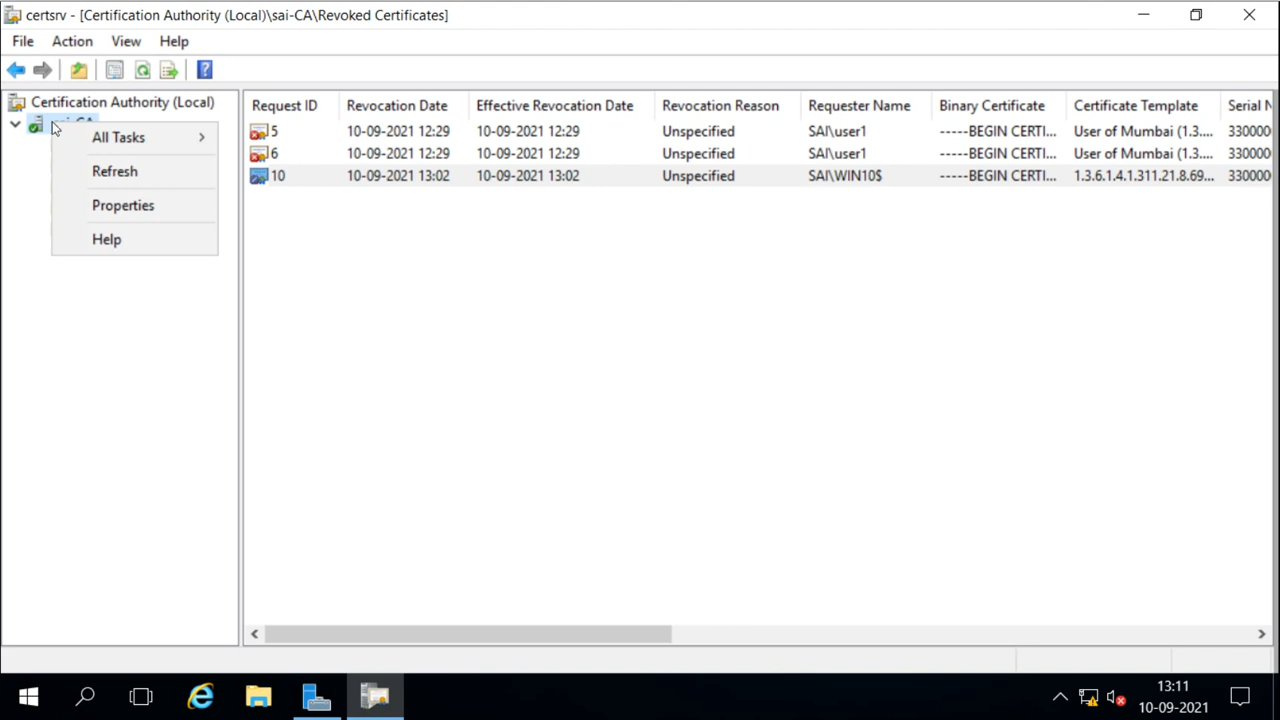 certsrv - [Certification Authority (Local)\sai-CA\Revoked Certificates]
File Action View Help
Certification Authority (Local)
All Tasks
Refresh
Properties
Help
Request ID Revocation Date Effective Revocation Date Revocation Reason Requester Name Binary Certificate Certificate Template Serial N
5 10-09-2021 12:29 10-09-2021 12:29 Unspecified SAI\user1 -----BEGIN CERTI... User of Mumbai (1.3.... 330000
6 10-09-2021 12:29 10-09-2021 12:29 Unspecified SAI\user1 -----BEGIN CERTI... User of Mumbai (1.3.... 330000
10 10-09-2021 13:02 10-09-2021 13:02 Unspecified SAI\WIN10$ -----BEGIN CERTI... 1.3.6.1.4.1.311.21.8.69... 330000
13:11
10-09-2021